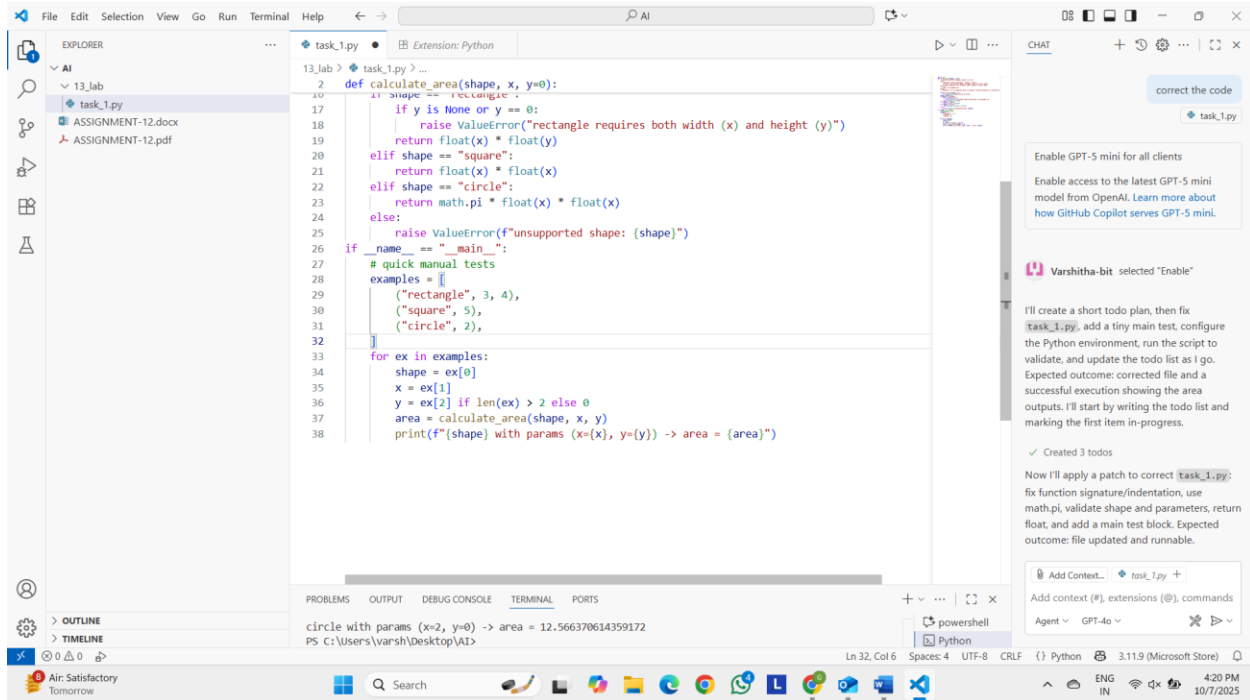 File Edit Selection View Go Run Terminal Help
AI
EXPLORER
AI
13_lab
task_1.py
ASSIGNMENT-12.docx
ASSIGNMENT-12.pdf
OUTLINE
TIMELINE
task_1.py
Extension: Python
13_lab > task_1.py > ...
2 def calculate_area(shape, x, y=0):
16 if shape == "rectangle":
17 if y is None or y == 0:
18 raise ValueError("rectangle requires both width (x) and height (y)")
19 return float(x) * float(y)
20 elif shape == "square":
21 return float(x) * float(x)
22 elif shape == "circle":
23 return math.pi * float(x) * float(x)
24 else:
25 raise ValueError(f"unsupported shape: {shape}")
26 if __name__ == "__main__":
27 # quick manual tests
28 examples = [
29 ("rectangle", 3, 4),
30 ("square", 5),
31 ("circle", 2),
32 ]
33 for ex in examples:
34 shape = ex[0]
35 x = ex[1]
36 y = ex[2] if len(ex) > 2 else 0
37 area = calculate_area(shape, x, y)
38 print(f"{shape} with params (x={x}, y={y}) -> area = {area}")
PROBLEMS OUTPUT DEBUG CONSOLE TERMINAL PORTS
circle with params (x=2, y=0) -> area = 12.566370614359172
PS C:\Users\varsh\Desktop\AI>
powershell
Python
CHAT
correct the code
task_1.py
Enable GPT-5 mini for all clients
Enable access to the latest GPT-5 mini
model from OpenAI. Learn more about
how GitHub Copilot serves GPT-5 mini.
Varshitha-bit selected "Enable"
I'll create a short todo plan, then fix
task_1.py, add a tiny main test, configure
the Python environment, run the script to
validate, and update the todo list as I go.
Expected outcome: corrected file and a
successful execution showing the area
outputs. I'll start by writing the todo list and
marking the first item in-progress.
Created 3 todos
Now I'll apply a patch to correct task_1.py:
fix function signature/indentation, use
math.pi, validate shape and parameters, return
float, and add a main test block. Expected
outcome: file updated and runnable.
Add Context... task_1.py +
Add context (#), extensions (@), commands
Agent GPT-4o
0 0
Ln 32, Col 6 Spaces: 4 UTF-8 CRLF {} Python 3.11.9 (Microsoft Store)
8 Air: Satisfactory
Tomorrow
Search
4
ENG
IN
4:20 PM
10/7/2025